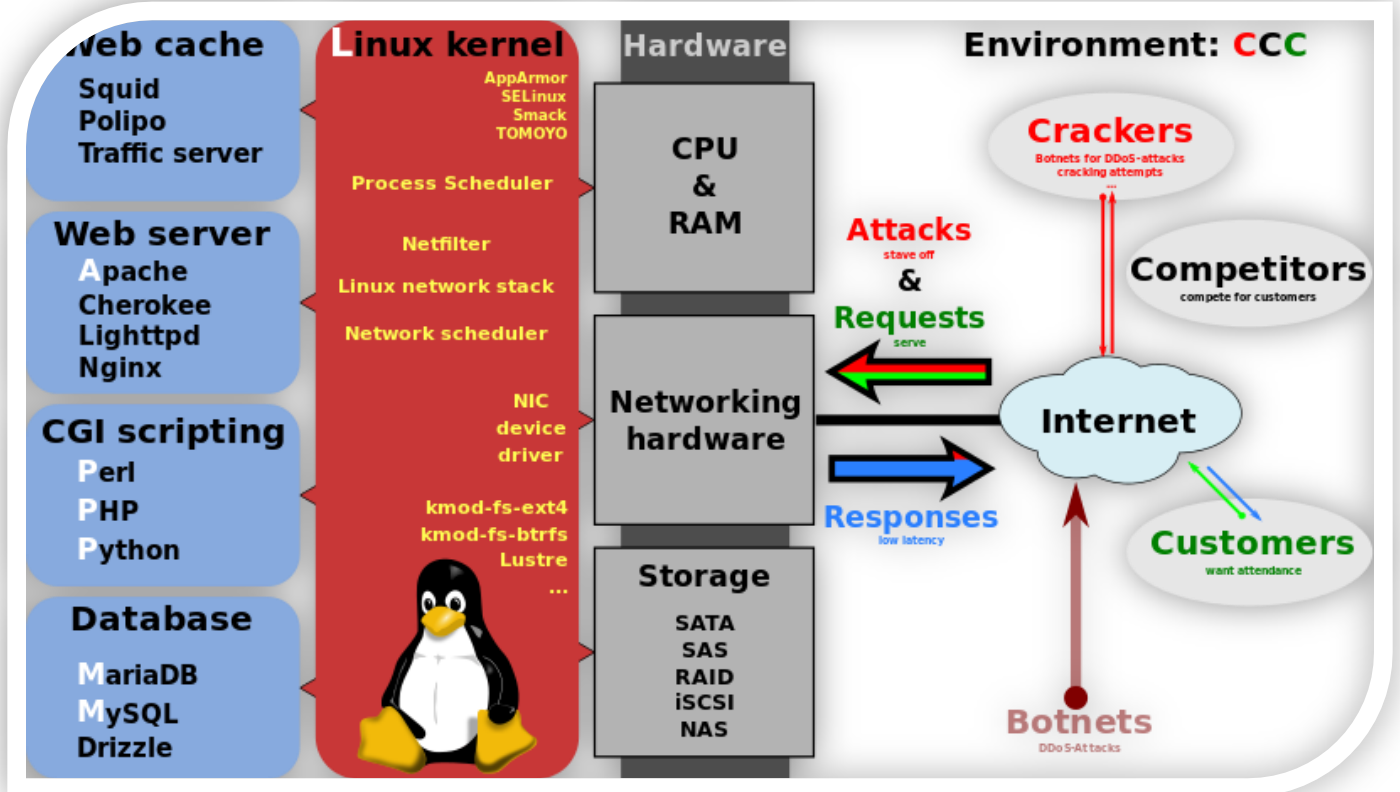 Web cache
Squid
Polipo
Traffic server
Web server
Apache
Cherokee
Lighttpd
Nginx
CGI scripting
Perl
PHP
Python
Database
MariaDB
MySQL
Drizzle
Linux kernel
AppArmor
SELinux
Smack
TOMOYO
Process Scheduler
Netfilter
Linux network stack
Network scheduler
NIC
device
driver
kmod-fs-ext4
kmod-fs-btrfs
Lustre
...
Hardware
CPU
&
RAM
Networking
hardware
Storage
SATA
SAS
RAID
iSCSI
NAS
Environment: CCC
Crackers
Botnets for DDoS-attacks
cracking attempts
...
Attacks
stave off
&
Requests
serve
Competitors
compete for customers
Internet
Responses
low latency
Customers
want attendance
Botnets
DDoS-Attacks